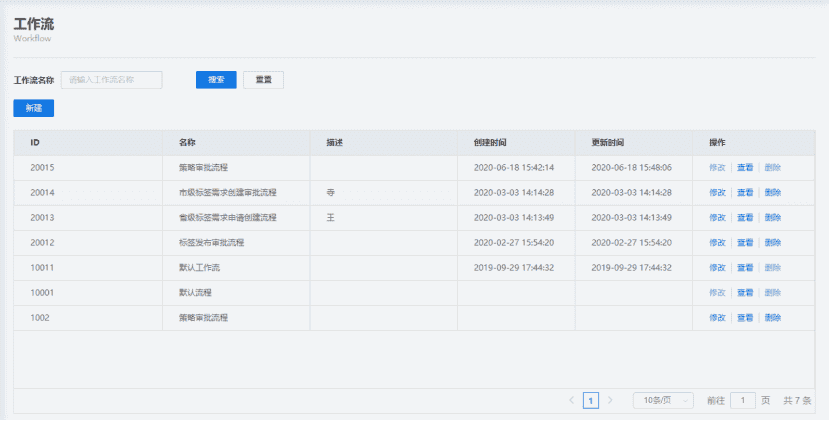 工作流
Workflow
工作流名称 请输入工作流名称 搜索 重置
新建
ID 名称 描述 创建时间 更新时间 操作
20015 策略审批流程 2020-06-18 15:42:14 2020-06-18 15:48:06 修改 查看 删除
20014 市级标签需求创建审批流程 寺 2020-03-03 14:14:28 2020-03-03 14:14:28 修改 查看 删除
20013 省级标签需求申请创建流程 王 2020-03-03 14:13:49 2020-03-03 14:13:49 修改 查看 删除
20012 标签发布审批流程 2020-02-27 15:54:20 2020-02-27 15:54:20 修改 查看 删除
10011 默认工作流 2019-09-29 17:44:32 2019-09-29 17:44:32 修改 查看 删除
10001 默认流程 修改 查看 删除
1002 策略审批流程 修改 查看 删除
1 10条/页 前往 1 页 共 7 条